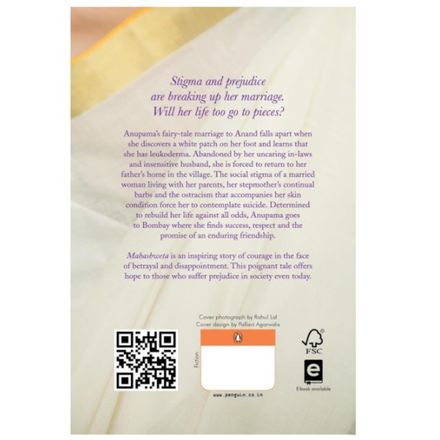 Stigma and prejudice
are breaking up her marriage.
Will her life too go to pieces?
Anupama's fairy-tale marriage to Anand falls apart when
she discovers a white patch on her foot and learns that
she has leukoderma. Abandoned by her uncaring in-laws
and insensitive husband, she is forced to return to her
father's home in the village. The social stigma of a married
woman living with her parents, her stepmother's continual
barbs and the ostracism that accompanies her skin
condition force her to contemplate suicide. Determined
to rebuild her life against all odds, Anupama goes
to Bombay where she finds success, respect and the
promise of an enduring friendship.
Mahashweta is an inspiring story of courage in the face
of betrayal and disappointment. This poignant tale offers
hope to those who suffer prejudice in society even today.
Cover photograph by Rahul Lal
Cover design by Pallavi Agarwala
Fiction
www.penguin.co.in
FSC
e
E-book available